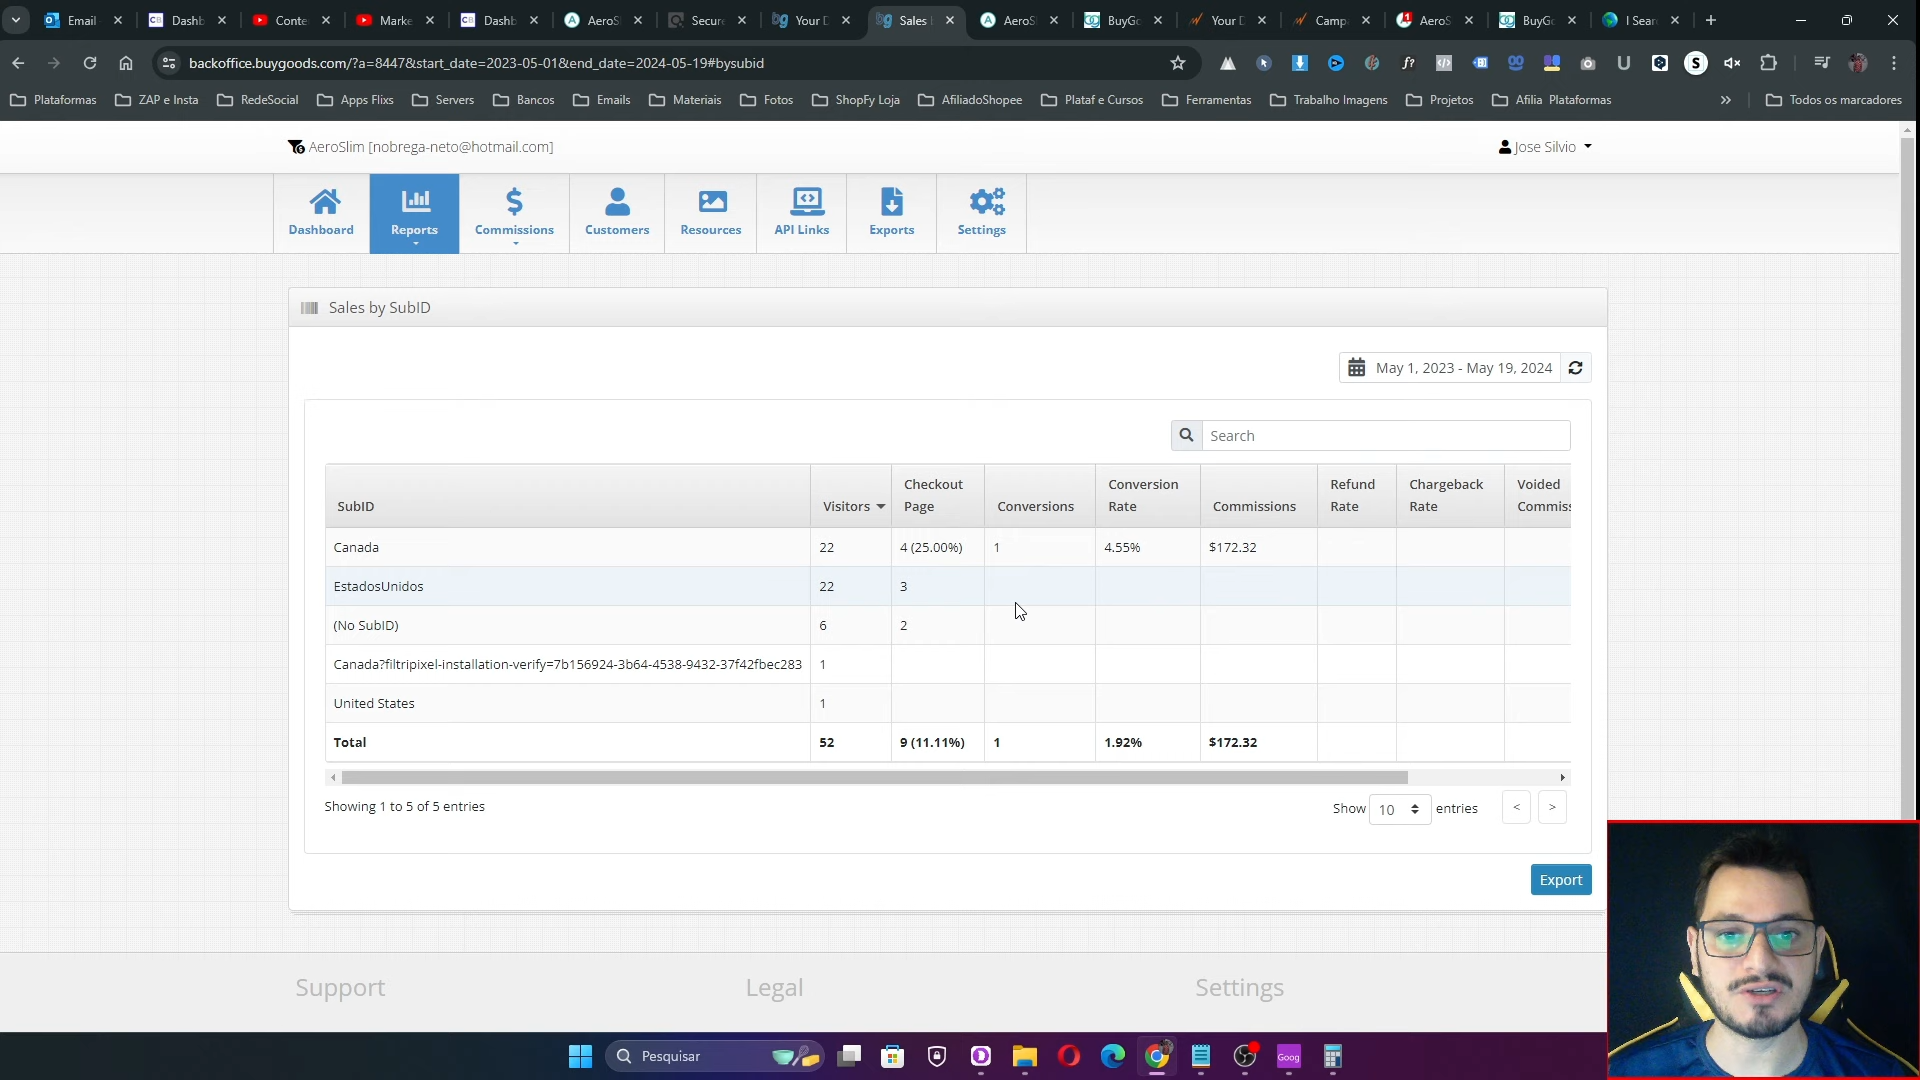 Email
Dashb
Conte
Marke
Dashb
AeroS
Secure
Your D
Sales
AeroS
BuyGo
Your D
Camp
AeroS
BuyG
I Sear
backoffice.buygoods.com/?a=8447&start_date=2023-05-01&end_date=2024-05-19#bysubid
Plataformas
ZAP e Insta
RedeSocial
Apps Flixs
Servers
Bancos
Emails
Materiais
Fotos
ShopFy Loja
AfiliadoShopee
Plataf e Cursos
Ferramentas
Trabalho Imagens
Projetos
Afilia Plataformas
Todos os marcadores
AeroSlim [nobrega-neto@hotmail.com]
Jose Silvio
Dashboard
Reports
Commissions
Customers
Resources
API Links
Exports
Settings
Sales by SubID
May 1, 2023 - May 19, 2024
Search
SubID
Visitors
Checkout
Page
Conversions
Conversion
Rate
Commissions
Refund
Rate
Chargeback
Rate
Voided
Commis
Canada 22 4 (25.00%) 1 4.55% $172.32
EstadosUnidos 22 3
(No SubID) 6 2
Canada?filtripixel-installation-verify=7b156924-3b64-4538-9432-37f42fbec283 1
United States 1
Total 52 9 (11.11%) 1 1.92% $172.32
Showing 1 to 5 of 5 entries
Show 10 entries < >
Export
Support
Legal
Settings
Pesquisar
Goog